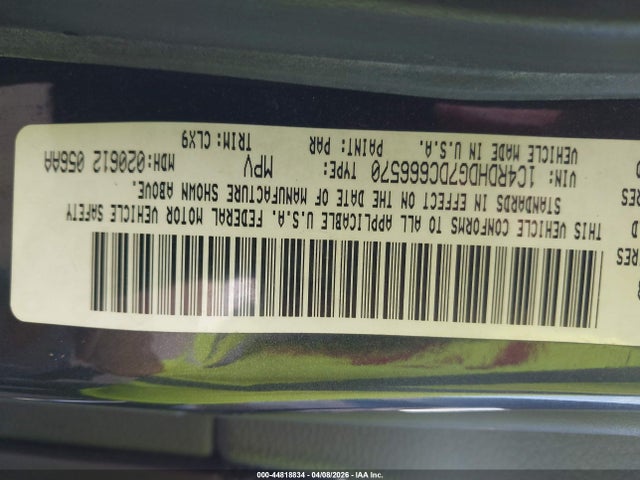 THIS VEHICLE CONFORMS TO ALL APPLICABLE U.S.A. FEDERAL MOTOR VEHICLE SAFETY
STANDARDS IN EFFECT ON THE DATE OF MANUFACTURE SHOWN ABOVE.
VIN: 1C4RDHDG7DC666570 TYPE: MPV MDH:020612 056AA
VEHICLE MADE IN U.S.A. PAINT: PAR TRIM: CLX9
000-44818834 - 04/08/2026 - IAA Inc.